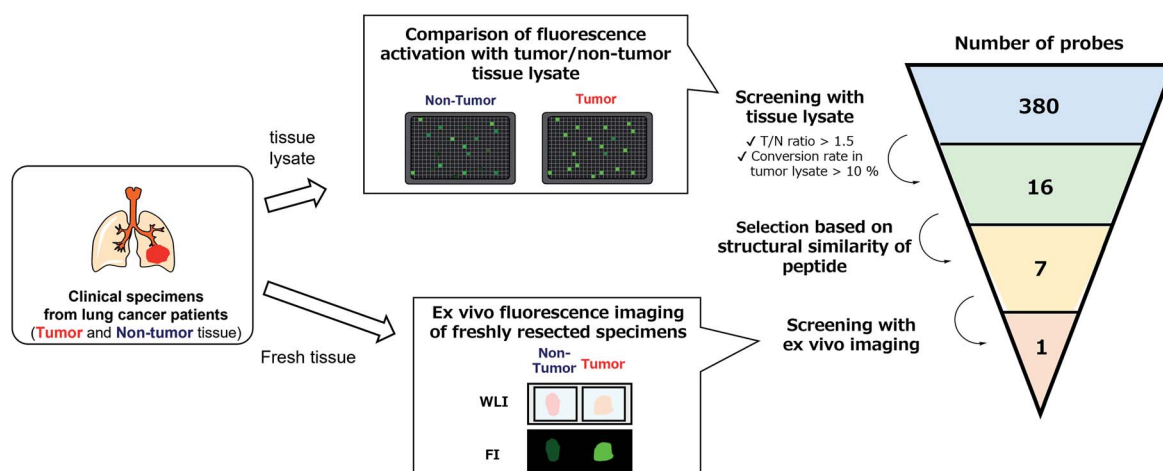 Clinical specimens
from lung cancer patients
(Tumor and Non-tumor tissue)
tissue
lysate
Fresh tissue
Comparison of fluorescence
activation with tumor/non-tumor
tissue lysate
Non-Tumor
Tumor
Ex vivo fluorescence imaging
of freshly resected specimens
Non-
Tumor
Tumor
WLI
FI
Screening with
tissue lysate
✓ T/N ratio > 1.5
✓ Conversion rate in
tumor lysate > 10 %
Selection based on
structural similarity of
peptide
Screening with
ex vivo imaging
Number of probes
380
16
7
1